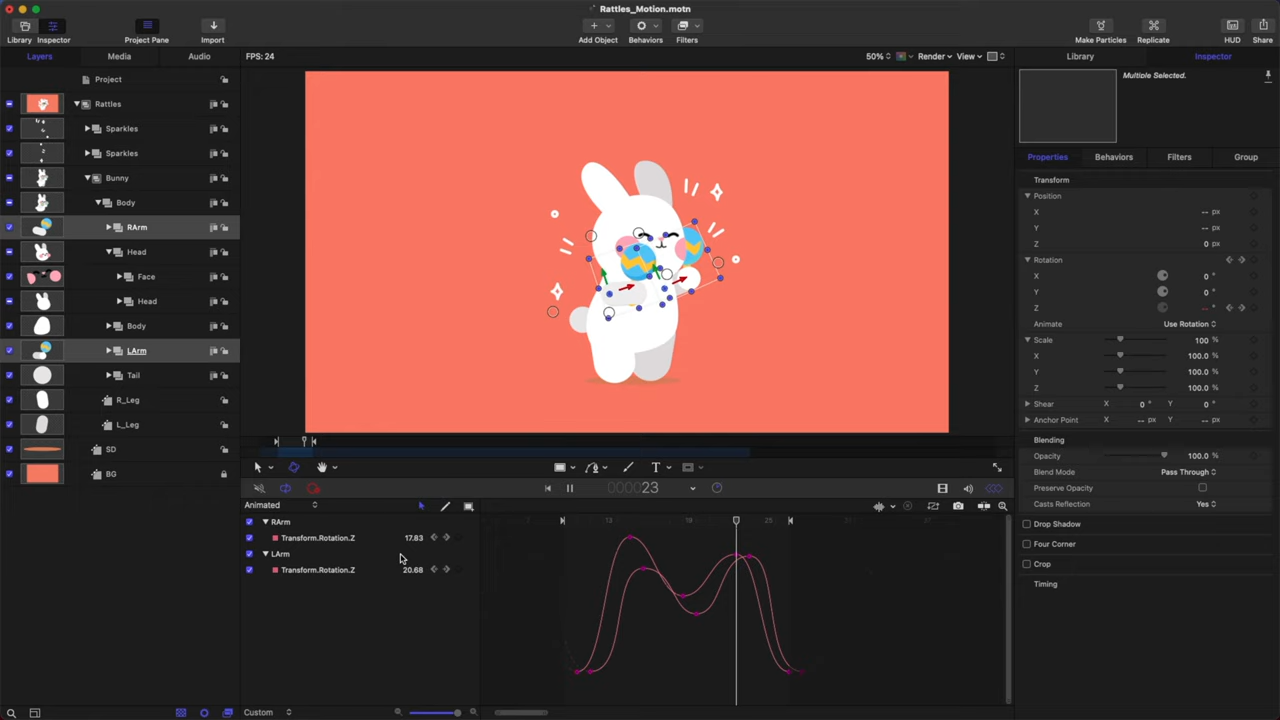 Rattles_Motion.motn
Library Inspector Project Pane Import Add Object Behaviors Filters Make Particles Replicate HUD Share
Layers Media Audio FPS: 24 50% Render View Library Inspector
Project
Rattles
Sparkles
Sparkles
Bunny
Body
RArm
Head
Face
Head
Body
LArm
Tail
R_Leg
L_Leg
SD
BG
Multiple Selected.
Properties Behaviors Filters Group
Transform
Position
X -- px
Y -- px
Z 0 px
Rotation
X 0 °
Y 0 °
Z -- °
Animate Use Rotation
Scale 100 %
X 100.0 %
Y 100.0 %
Z 100.0 %
Shear X 0 ° Y 0 °
Anchor Point X -- px Y -- px
Blending
Opacity 100.0 %
Blend Mode Pass Through
Preserve Opacity
Casts Reflection Yes
Drop Shadow
Four Corner
Crop
Timing
T
000023
Animated
RArm
Transform.Rotation.Z 17.83
LArm
Transform.Rotation.Z 20.68
13 19 25
Custom